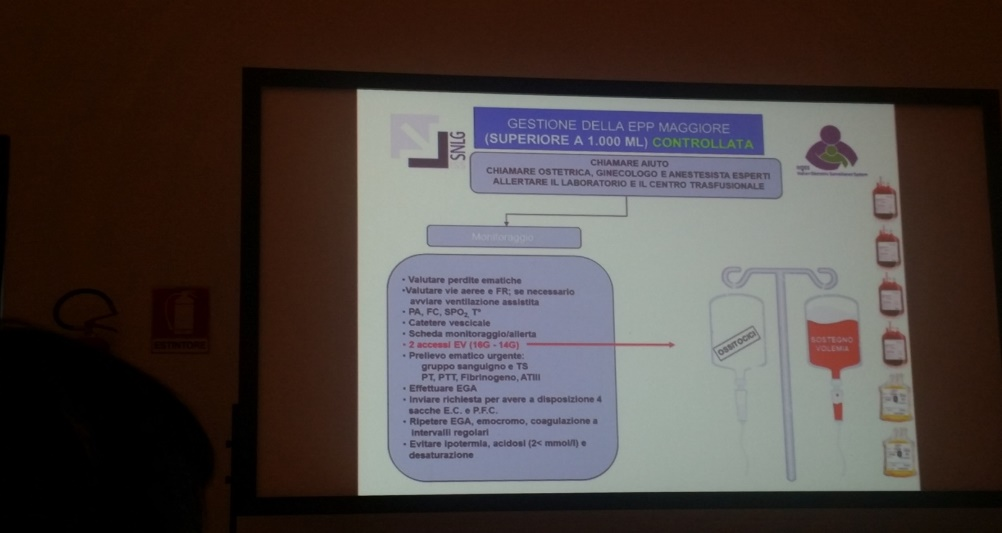 SNLG
GESTIONE DELLA EPP MAGGIORE
(SUPERIORE A 1.000 ML) CONTROLLATA
CHIAMARE AIUTO
CHIAMARE OSTETRICA, GINECOLOGO E ANESTESISTA ESPERTI
ALLERTARE IL LABORATORIO E IL CENTRO TRASFUSIONALE
Monitoraggio
• Valutare perdite ematiche
•Valutare vie aeree e FR; se necessario
avviare ventilazione assistita
• PA, FC, SPO2, T°
• Catetere vescicale
• Scheda monitoraggio/allerta
• 2 accessi EV (16G - 14G)
• Prelievo ematico urgente:
gruppo sanguigno e TS
PT, PTT, Fibrinogeno, ATIII
• Effettuare EGA
• Inviare richiesta per avere a disposizione 4
sacche E.C. e P.F.C.
• Ripetere EGA, emocromo, coagulazione a
intervalli regolari
• Evitare ipotermia, acidosi (2< mmol/l) e
desaturazione
OSSITOCICI
SOSTEGNO
VOLEMIA
ESTINTORE